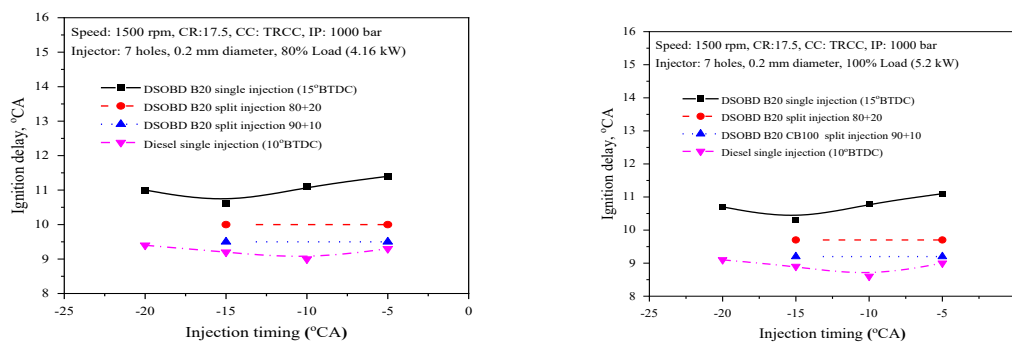 Speed: 1500 rpm, CR:17.5, CC: TRCC, IP: 1000 bar
Injector: 7 holes, 0.2 mm diameter, 80% Load (4.16 kW)
DSOBD B20 single injection (15°BTDC)
DSOBD B20 split injection 80+20
DSOBD B20 split injection 90+10
Diesel single injection (10°BTDC)
Ignition delay, °CA
16
15
14
13
12
11
10
9
8
-25
-20
-15
-10
-5
0
Injection timing (°CA)
Speed: 1500 rpm, CR:17.5, CC: TRCC, IP: 1000 bar
Injector: 7 holes, 0.2 mm diameter, 100% Load (5.2 kW)
DSOBD B20 single injection (15°BTDC)
DSOBD B20 split injection 80+20
DSOBD B20 CB100 split injection 90+10
Diesel single injection (10°BTDC)
Ignition delay, °CA
16
15
14
13
12
11
10
9
8
-25
-20
-15
-10
-5
Injection timing (°CA)